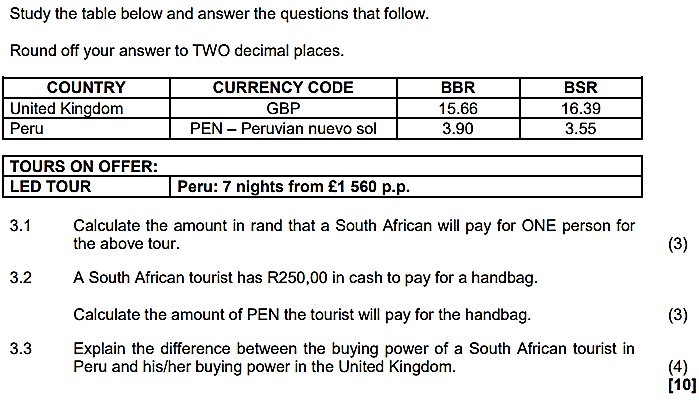 Study the table below and answer the questions that follow.
Round off your answer to TWO decimal places.
COUNTRY CURRENCY CODE BBR BSR
United Kingdom GBP 15.66 16.39
Peru PEN – Peruvian nuevo sol 3.90 3.55
TOURS ON OFFER:
LED TOUR Peru: 7 nights from £1 560 p.p.
3.1 Calculate the amount in rand that a South African will pay for ONE person for
the above tour. (3)
3.2 A South African tourist has R250,00 in cash to pay for a handbag.
Calculate the amount of PEN the tourist will pay for the handbag. (3)
3.3 Explain the difference between the buying power of a South African tourist in
Peru and his/her buying power in the United Kingdom. (4)
[10]